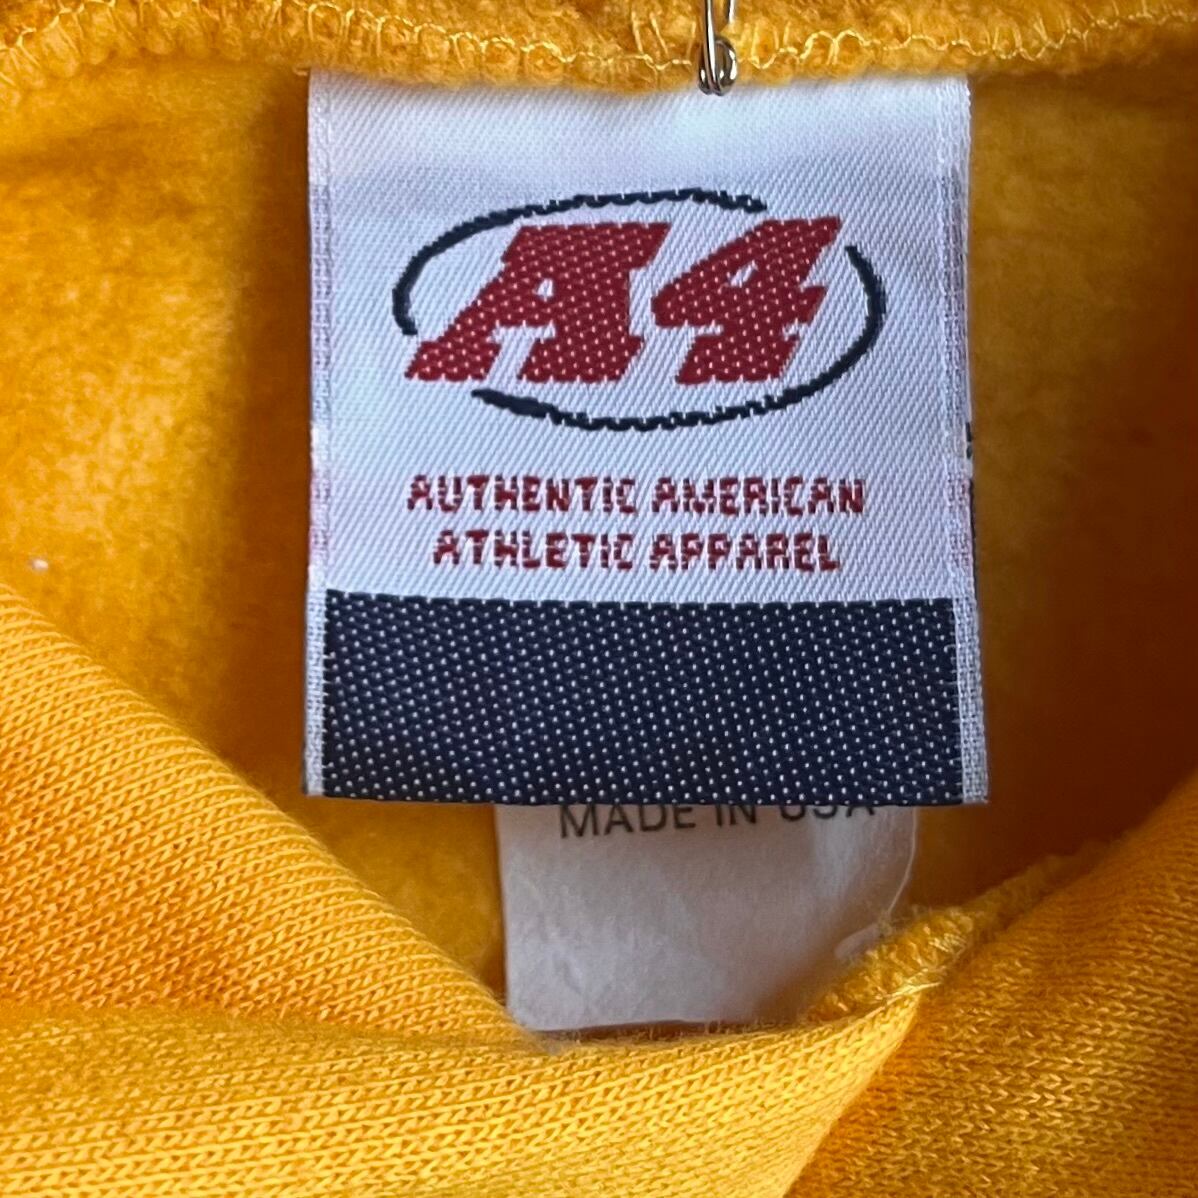 A4
AUTHENTIC AMERICAN
ATHLETIC APPAREL
MADE IN USA